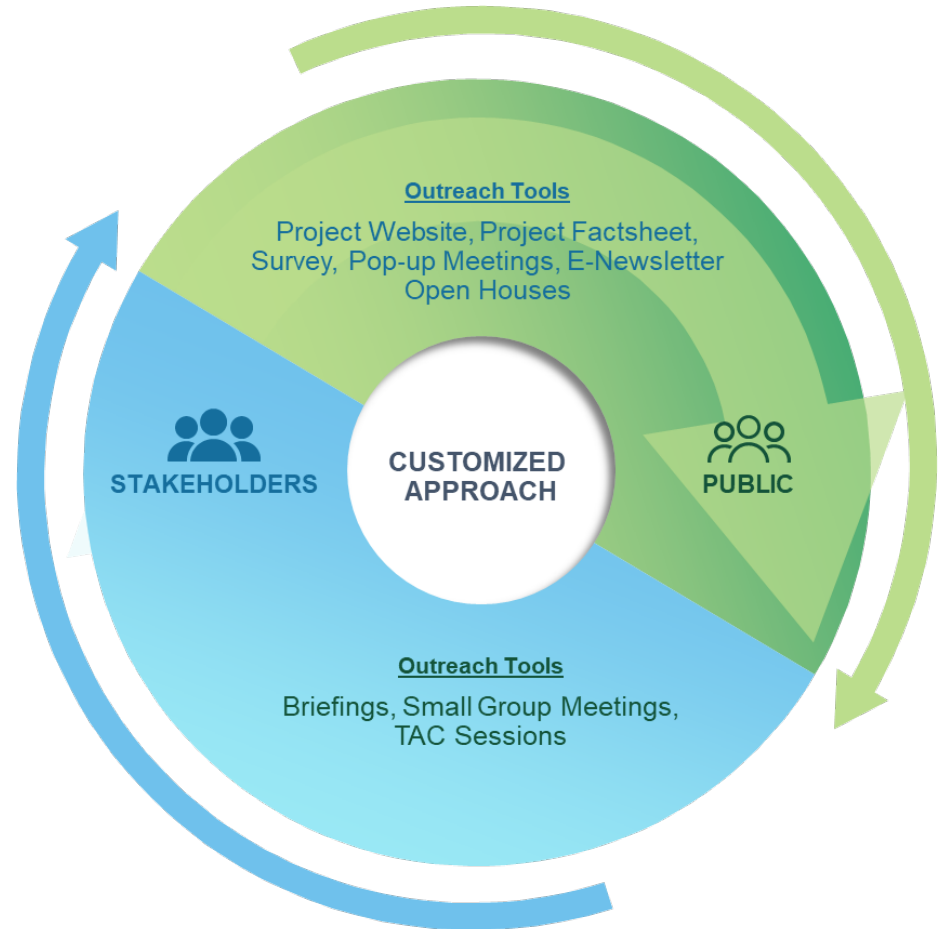 Outreach Tools
Project Website, Project Factsheet,
Survey, Pop-up Meetings, E-Newsletter
Open Houses
STAKEHOLDERS
CUSTOMIZED
APPROACH
PUBLIC
Outreach Tools
Briefings, Small Group Meetings,
TAC Sessions